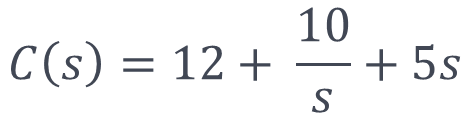 C(s) = 12 + 10/s + 5s